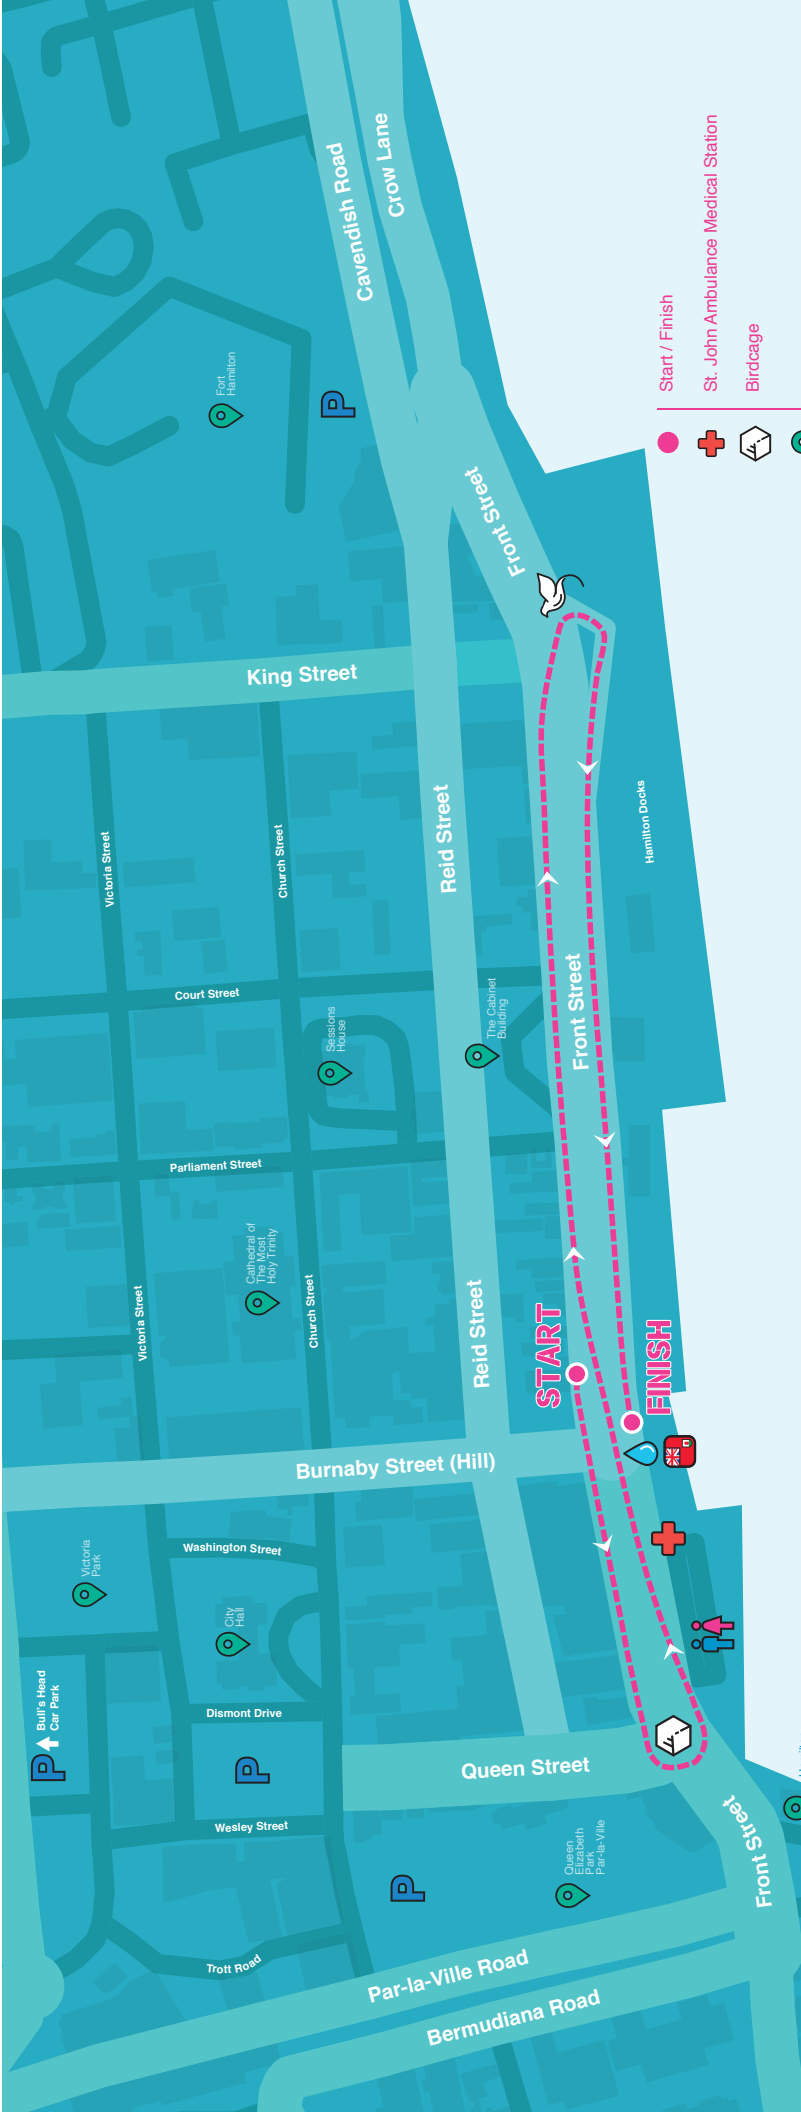 Cavendish Road
Crow Lane
Fort
Hamilton
P
Start / Finish
St. John Ambulance Medical Station
Birdcage
Front Street
King Street
Victoria Street
Church Street
Reid Street
Hamilton Docks
Court Street
Sessions
House
The Cabinet
Building
Front Street
Parliament Street
Cathedral of
The Most
Holy Trinity
Victoria Street
Church Street
Reid Street
START
FINISH
Burnaby Street (Hill)
Victoria
Park
Washington Street
City
Hall
Bull's Head
Car Park
P
Dismont Drive
P
Queen Street
Wesley Street
Queen
Elizabeth
Park
Par-la-Ville
P
Front Street
Trott Road
Par-la-Ville Road
Bermudiana Road